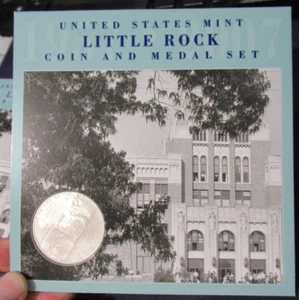 UNITED STATES MINT
LITTLE ROCK
COIN AND MEDAL SET